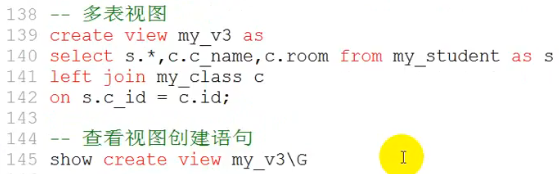 138 -- 多表视图
139 create view my_v3 as
140 select s.*,c.c_name,c.room from my_student as s
141 left join my_class c
142 on s.c_id = c.id;
143
144 -- 查看视图创建语句
145 show create view my_v3\G